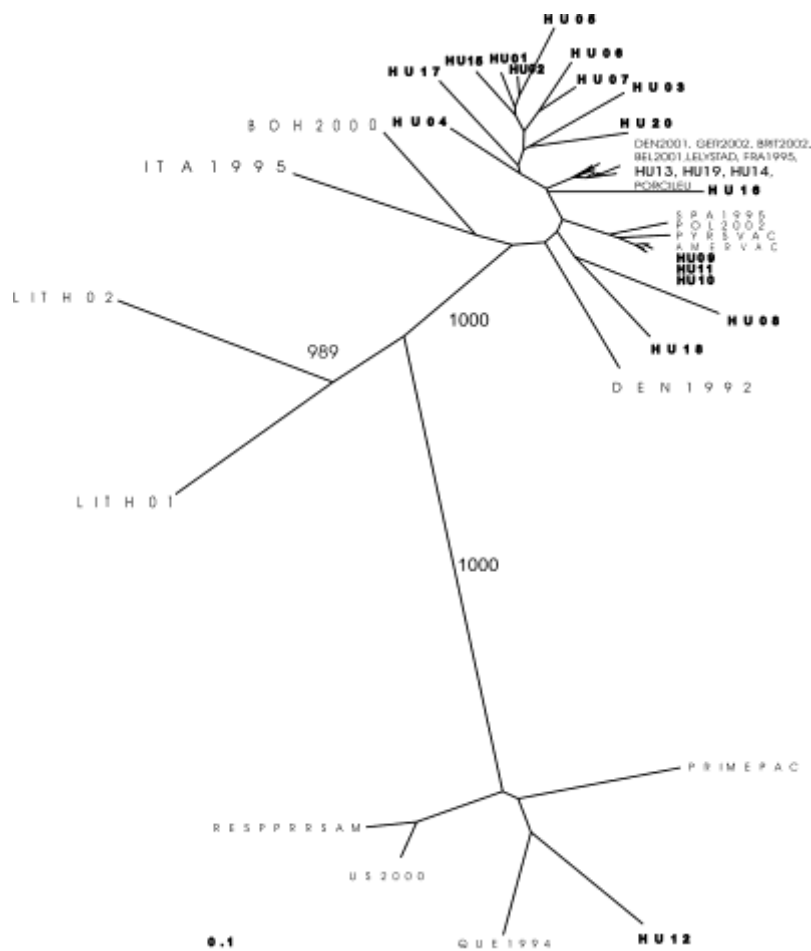 HU05
HU15
HU01
HU02
HU06
HU17
HU07
HU03
BOH2000
HU04
HU20
DEN2001, GER2002, BRIT2002,
BEL2001,LELYSTAD, FRA1995,
HU13, HU19, HU14,
PORCILEU
ITA1995
HU16
SPA1995
POL2002
PYRSVAC
AMERVAC
HU09
HU11
HU10
LITH02
1000
HU08
989
HU18
DEN1992
LITH01
1000
PRIMEPAC
RESPPRRSAM
US2000
0.1
QUE1994
HU12